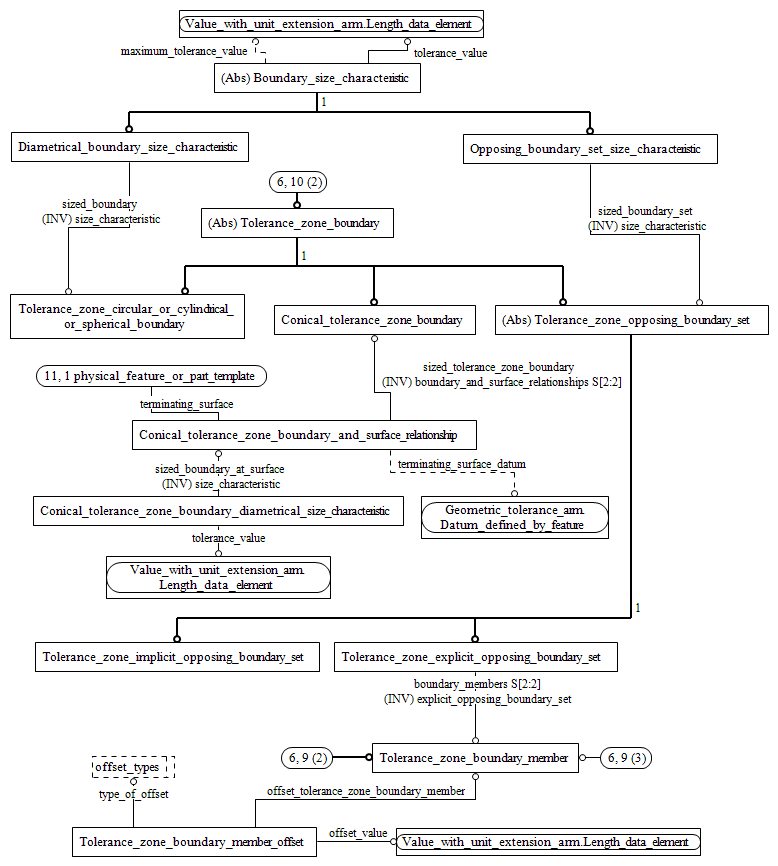 Value_with_unit_extension_arm.Length_data_element
maximum_tolerance_value
tolerance_value
(Abs) Boundary_size_characteristic
1
Diametrical_boundary_size_characteristic
Opposing_boundary_set_size_characteristic
6, 10 (2)
sized_boundary
(INV) size_characteristic
sized_boundary_set
(INV) size_characteristic
(Abs) Tolerance_zone_boundary
1
Tolerance_zone_circular_or_cylindrical_
or_spherical_boundary
Conical_tolerance_zone_boundary
(Abs) Tolerance_zone_opposing_boundary_set
sized_tolerance_zone_boundary
(INV) boundary_and_surface_relationships S[2:2]
11, 1 physical_feature_or_part_template
terminating_surface
Conical_tolerance_zone_boundary_and_surface_relationship
sized_boundary_at_surface
(INV) size_characteristic
terminating_surface_datum
Conical_tolerance_zone_boundary_diametrical_size_characteristic
Geometric_tolerance_arm.
Datum_defined_by_feature
tolerance_value
Value_with_unit_extension_arm.
Length_data_element
1
Tolerance_zone_implicit_opposing_boundary_set
Tolerance_zone_explicit_opposing_boundary_set
boundary_members S[2:2]
(INV) explicit_opposing_boundary_set
6, 9 (2)
Tolerance_zone_boundary_member
6, 9 (3)
offset_types
type_of_offset
offset_tolerance_zone_boundary_member
Tolerance_zone_boundary_member_offset
offset_value
Value_with_unit_extension_arm.Length_data_element